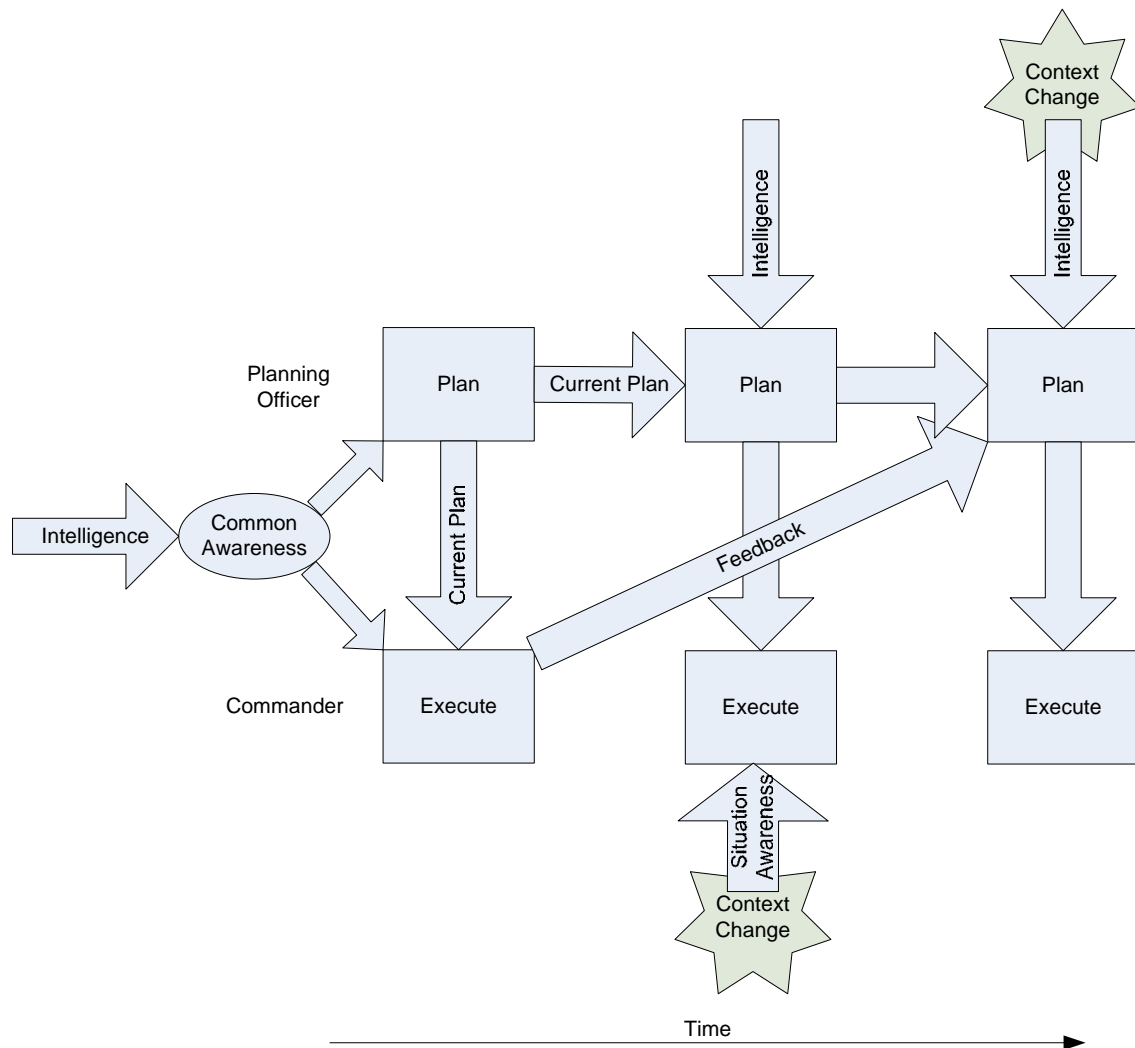 Context
Change
Intelligence
Intelligence
Planning
Officer
Plan
Current Plan
Plan
Plan
Intelligence
Common
Awareness
Current Plan
Feedback
Commander
Execute
Execute
Execute
Situation
Awareness
Context
Change
Time